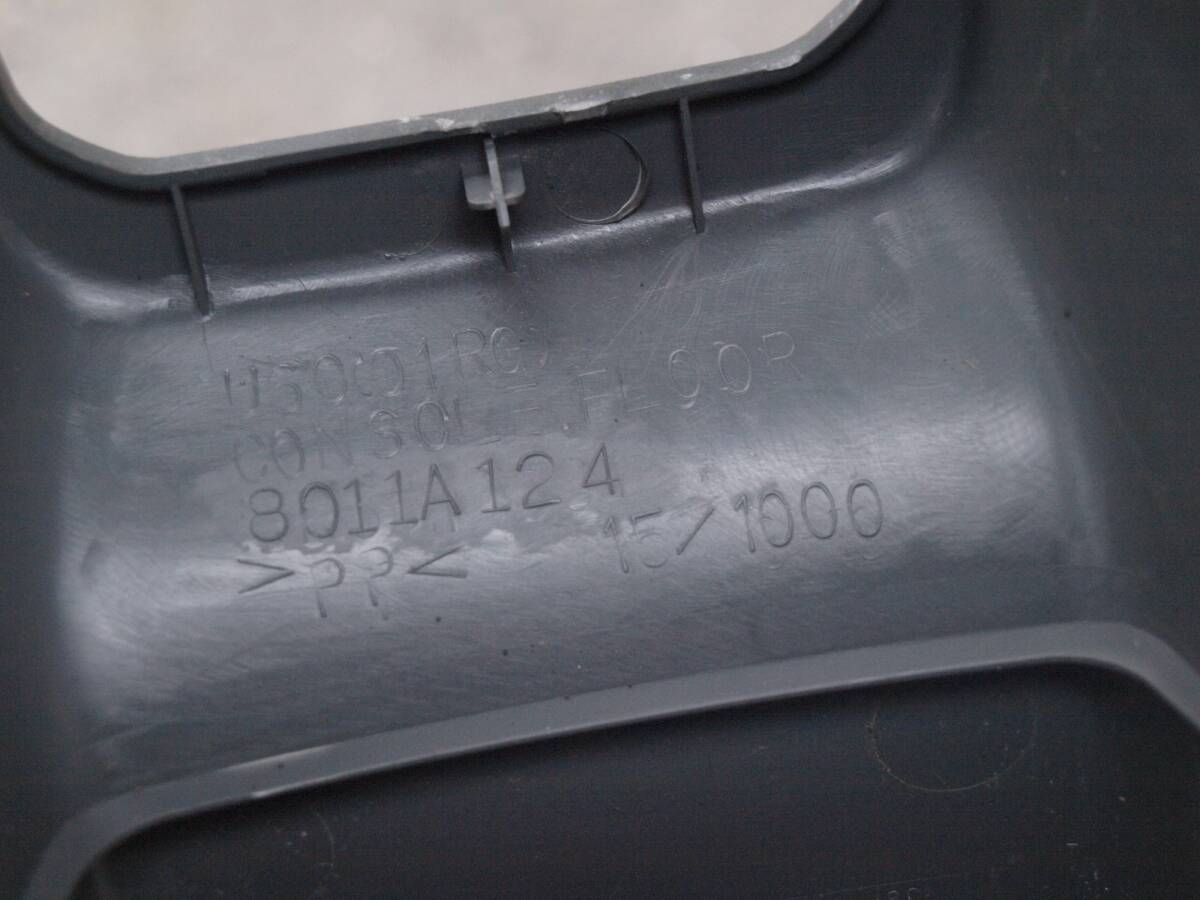 CONSOLE-FLOOR
8011A124
>PP< 15/1000